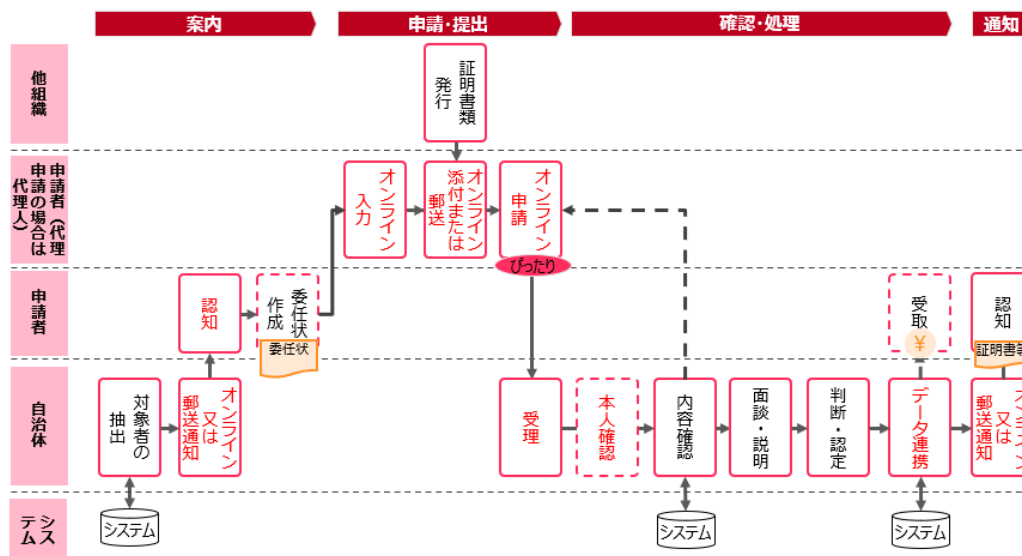 案内
申請・提出
確認・処理
通知
他組織
証明書類
発行
申請者（代理
申請の場合は
代理人）
オンライン
入力
オンライン
添付または
郵送
オンライン
申請
ぴったり
申請者
認知
委任状
作成
委任状
受取
¥
認知
証明書等
自治体
対象者の
抽出
オンライン
又は
郵送通知
受理
本人確認
内容確認
面談・説明
判断・認定
データ連携
オンライン
又は
郵送通知
シス
テム
システム
システム
システム